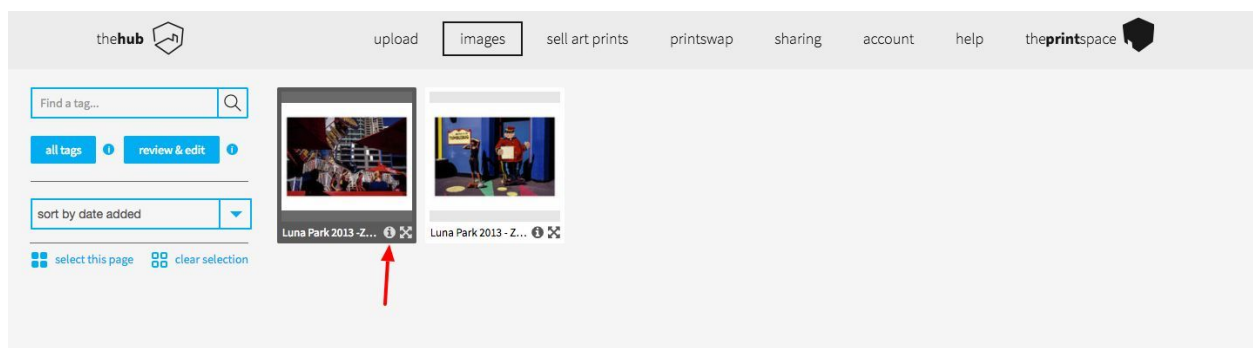 thehub
upload
images
sell art prints
printswap
sharing
account
help
theprintspace
Find a tag...
all tags
review & edit
sort by date added
select this page
clear selection
Luna Park 2013 -Z...
Luna Park 2013 - Z...